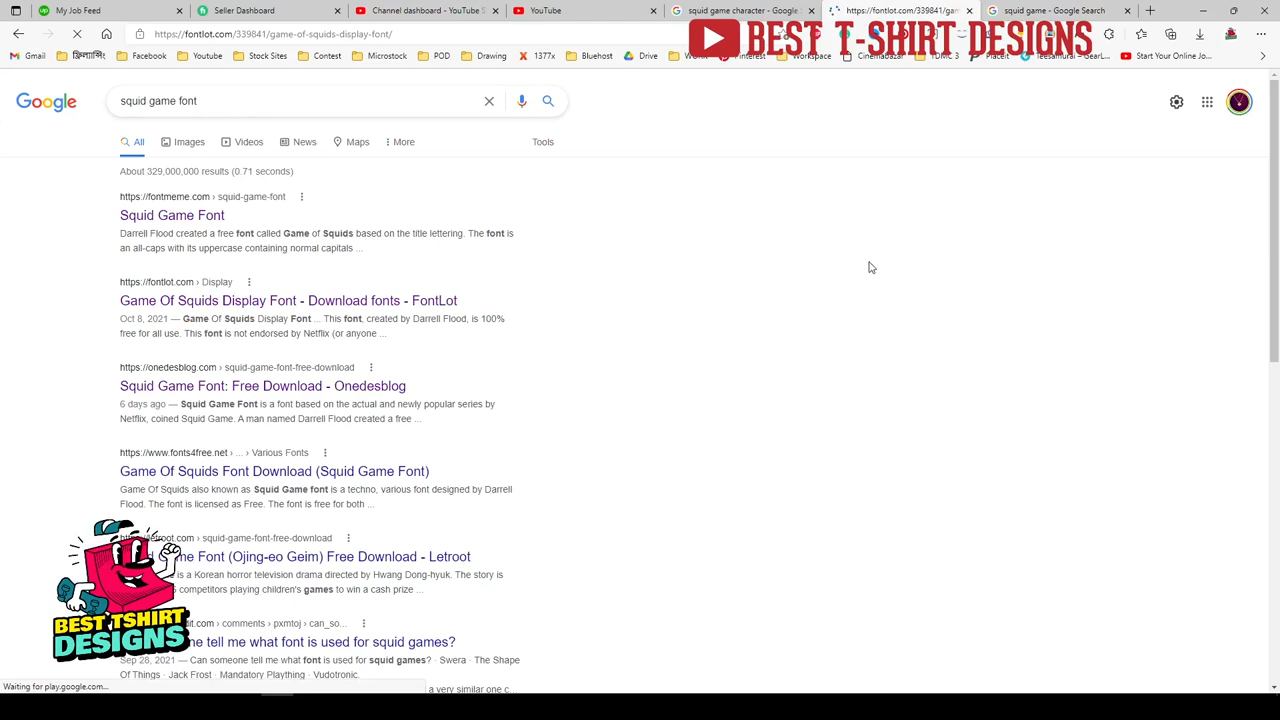 My Job Feed
Seller Dashboard
Channel dashboard - YouTube S
YouTube
squid game character - Google S
https://fontlot.com/339841/gam
squid game - Google Search
https://fontlot.com/339841/game-of-squids-display-font/
BEST T-SHIRT DESIGNS
Gmail
ফ্রিল্যান্সিং
Facebook
Youtube
Stock Sites
Contest
Microstock
POD
Drawing
1377x
Bluehost
Drive
Pinterest
Workspace
CinemaBazar
TDMC 3
Placeit
TeeSamurai – GearL...
Start Your Online Jo...
Google
squid game font
All
Images
Videos
News
Maps
More
Tools
About 329,000,000 results (0.71 seconds)
https://fontmeme.com › squid-game-font
Squid Game Font
Darrell Flood created a free font called Game of Squids based on the title lettering. The font is
an all-caps with its uppercase containing normal capitals ...
https://fontlot.com › Display
Game Of Squids Display Font - Download fonts - FontLot
Oct 8, 2021 — Game Of Squids Display Font ... This font, created by Darrell Flood, is 100%
free for all use. This font is not endorsed by Netflix (or anyone ...
https://onedesblog.com › squid-game-font-free-download
Squid Game Font: Free Download - Onedesblog
6 days ago — Squid Game Font is a font based on the actual and newly popular series by
Netflix, coined Squid Game. A man named Darrell Flood created a free ...
https://www.fonts4free.net › ... › Various Fonts
Game Of Squids Font Download (Squid Game Font)
Game Of Squids also known as Squid Game font is a techno, various font designed by Darrell
Flood. The font is licensed as Free. The font is free for both ...
https://letroot.com › squid-game-font-free-download
Game Font (Ojing-eo Geim) Free Download - Letroot
is a Korean horror television drama directed by Hwang Dong-hyuk. The story is
competitors playing children's games to win a cash prize ...
.com › comments › pxmtoj › can_so...
tell me what font is used for squid games?
Sep 28, 2021 — Can someone tell me what font is used for squid games? · Swera · The Shape
Of Things · Jack Frost · Mandatory Plaything · Vudotronic.
a very similar one c...
BEST TSHIRT
DESIGNS
Waiting for play.google.com...